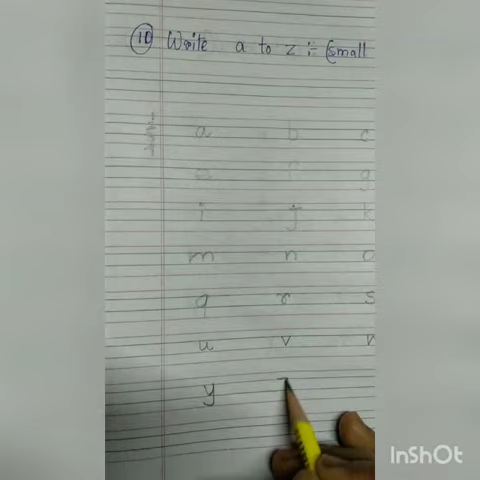 10 Write a to z :- (small
a b c
e f g
i j k
m n o
q r s
u v
y
InShOt